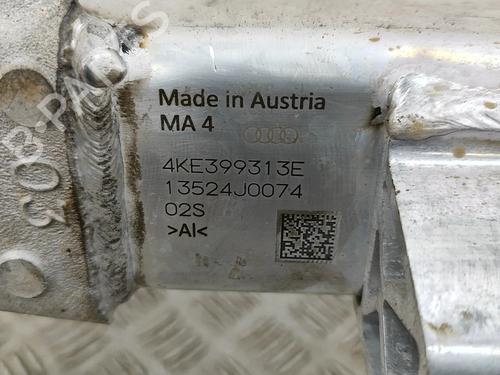 Made in Austria
MA 4
4KE399313E
13524J0074
02S
>Al<